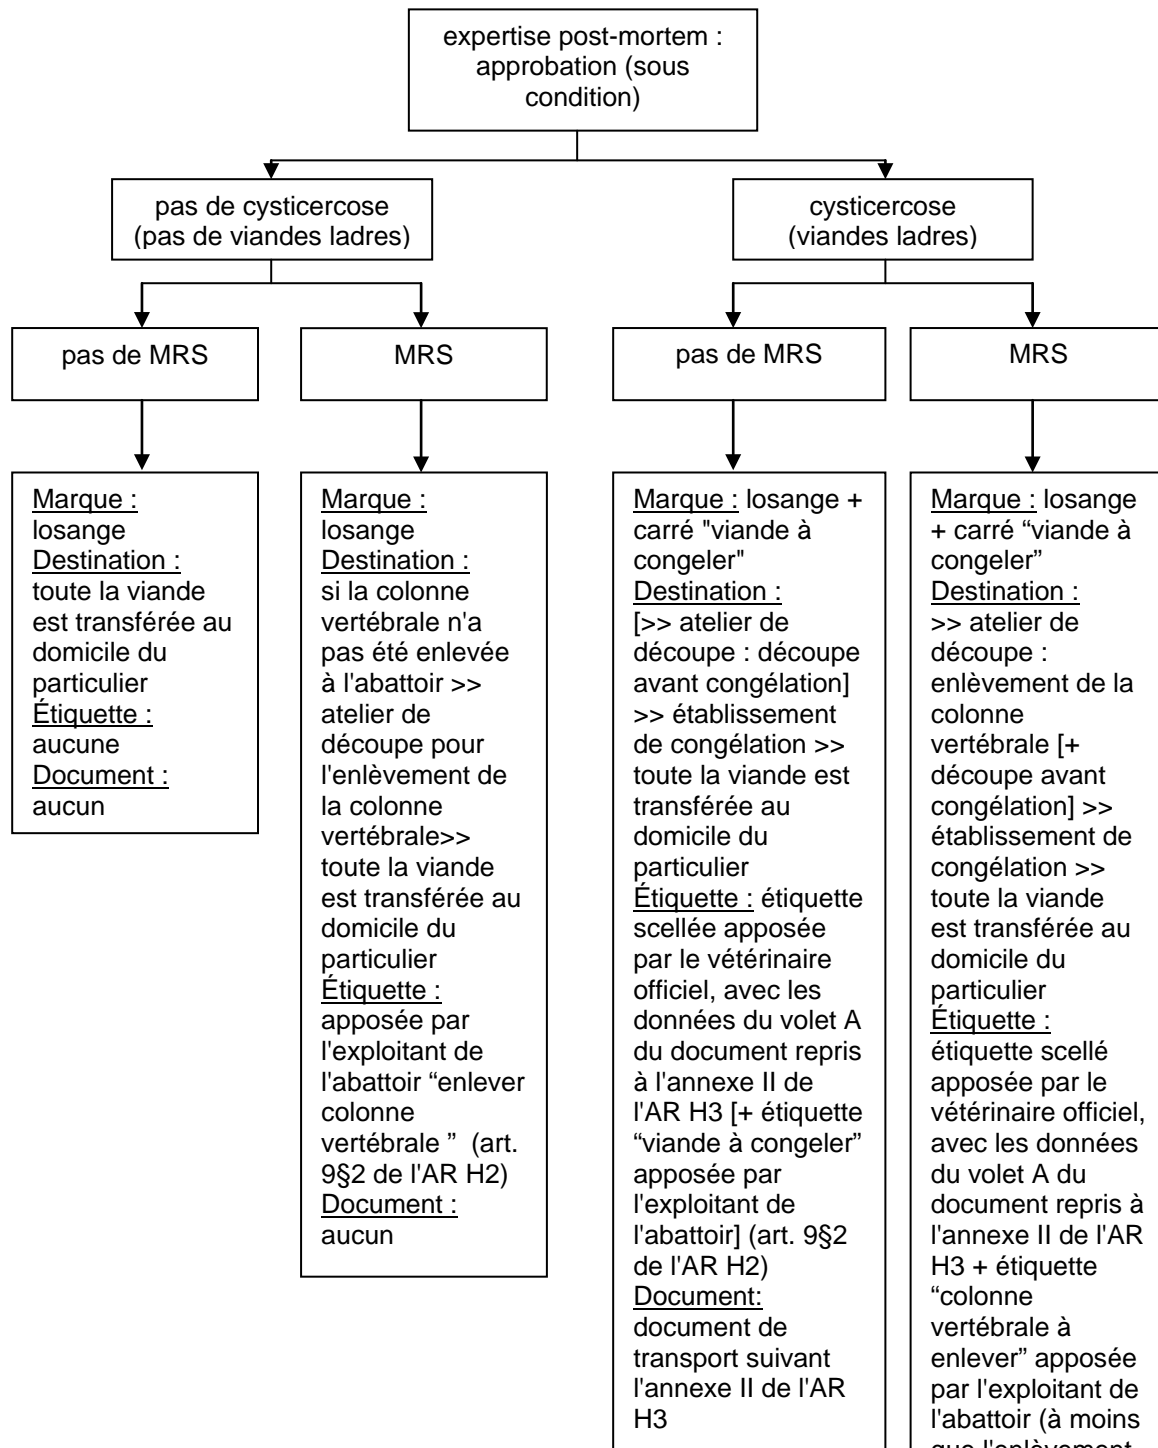 expertise post-mortem :
approbation (sous
condition)
pas de cysticercose
(pas de viandes ladres)
cysticercose
(viandes ladres)
pas de MRS
MRS
pas de MRS
MRS
Marque :
losange
Destination :
toute la viande
est transférée au
domicile du
particulier
Étiquette :
aucune
Document :
aucun
Marque :
losange
Destination :
si la colonne
vertébrale n'a
pas été enlevée
à l'abattoir >>
atelier de
découpe pour
l'enlèvement de
la colonne
vertébrale>>
toute la viande
est transférée au
domicile du
particulier
Étiquette :
apposée par
l'exploitant de
l'abattoir “enlever
colonne
vertébrale ” (art.
9§2 de l'AR H2)
Document :
aucun
Marque : losange +
carré "viande à
congeler"
Destination :
[>> atelier de
découpe : découpe
avant congélation]
>> établissement
de congélation >>
toute la viande est
transférée au
domicile du
particulier
Étiquette : étiquette
scellée apposée
par le vétérinaire
officiel, avec les
données du volet A
du document repris
à l'annexe II de
l'AR H3 [+ étiquette
“viande à congeler”
apposée par
l'exploitant de
l'abattoir] (art. 9§2
de l'AR H2)
Document:
document de
transport suivant
l'annexe II de l'AR
H3
Marque : losange
+ carré “viande à
congeler”
Destination :
>> atelier de
découpe :
enlèvement de la
colonne
vertébrale [+
découpe avant
congélation] >>
établissement de
congélation >>
toute la viande
est transférée au
domicile du
particulier
Étiquette :
étiquette scellé
apposée par le
vétérinaire officiel,
avec les données
du volet A du
document repris à
l'annexe II de l'AR
H3 + étiquette
“colonne
vertébrale à
enlever” apposée
par l'exploitant de
l'abattoir (à moins
que l'enlèvement